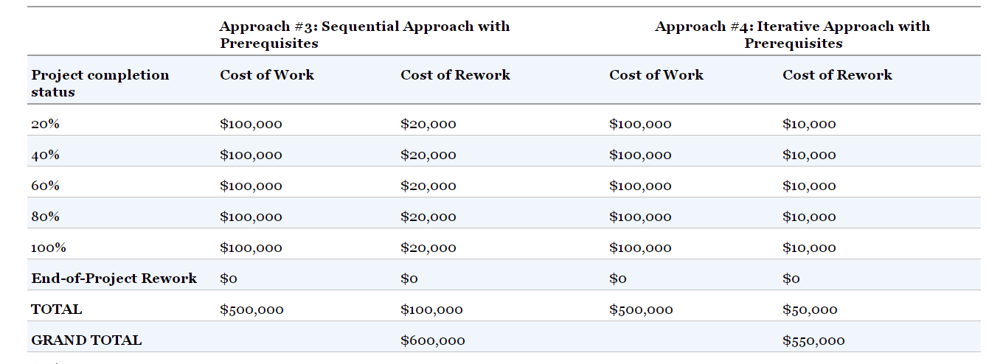 Approach #3: Sequential Approach with Prerequisites Approach #4: Iterative Approach with Prerequisites
Project completion status Cost of Work Cost of Rework Cost of Work Cost of Rework
20% $100,000 $20,000 $100,000 $10,000
40% $100,000 $20,000 $100,000 $10,000
60% $100,000 $20,000 $100,000 $10,000
80% $100,000 $20,000 $100,000 $10,000
100% $100,000 $20,000 $100,000 $10,000
End-of-Project Rework $0 $0 $0 $0
TOTAL $500,000 $100,000 $500,000 $50,000
GRAND TOTAL $600,000 $550,000